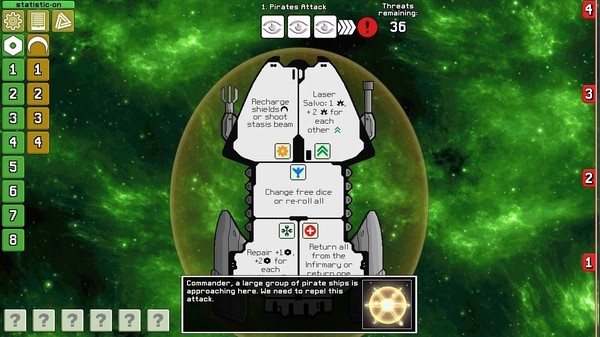 statistic-on
1. Pirates Attack
Threats
remaining:
36
4
3
2
1
1
2
3
4
5
6
7
8
1
2
3
4
Recharge
shields
or shoot
stasis beam
Laser
Salvo: 1
+2 for
each
other
Change free dice
or re-roll all
Repair +1,
+2 for
each
Return all
from the
Infirmary or
return one
Commander, a large group of pirate ships is
approaching here. We need to repel this
attack.
? ? ? ? ? ?